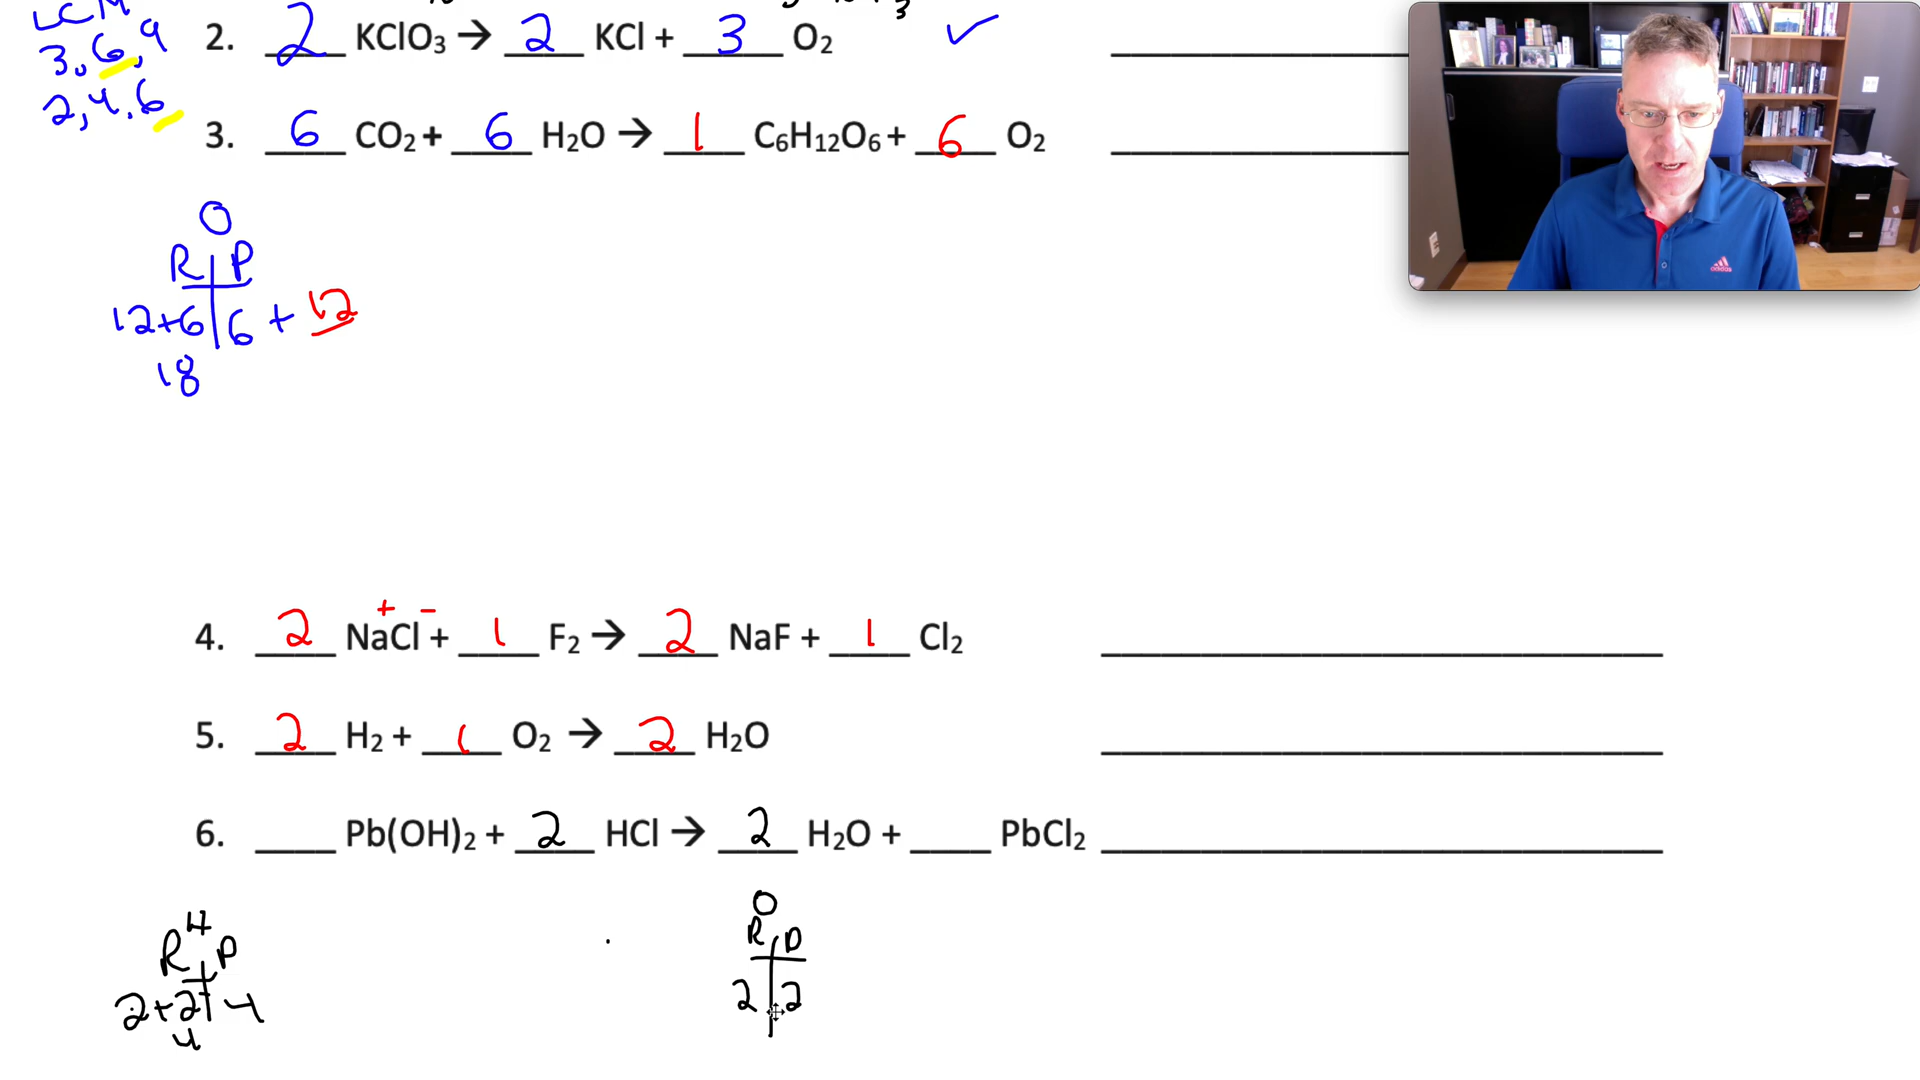 LCM
3, 6, 9
2, 4, 6
2. 2 KClO₃ → 2 KCl + 3 O₂ ✓
3. 6 CO₂ + 6 H₂O → 1 C₆H₁₂O₆ + 6 O₂
O
R | P
12+6 | 6 + 12
18
4. 2 NaCl + 1 F₂ → 2 NaF + 1 Cl₂
+ −
5. 2 H₂ + 1 O₂ → 2 H₂O
6. ____ Pb(OH)₂ + 2 HCl → 2 H₂O + ____ PbCl₂
H
R | P
2+2 | 4
4
O
R | P
2 | 2
adidas